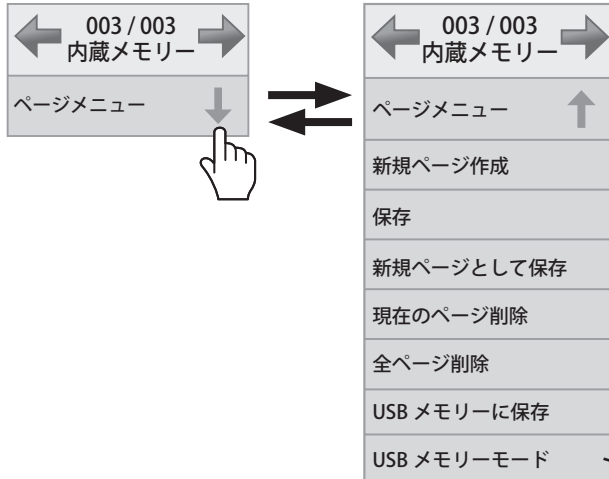 003 / 003
内蔵メモリー
ページメニュー
003 / 003
内蔵メモリー
ページメニュー
新規ページ作成
保存
新規ページとして保存
現在のページ削除
全ページ削除
USB メモリーに保存
USB メモリーモード